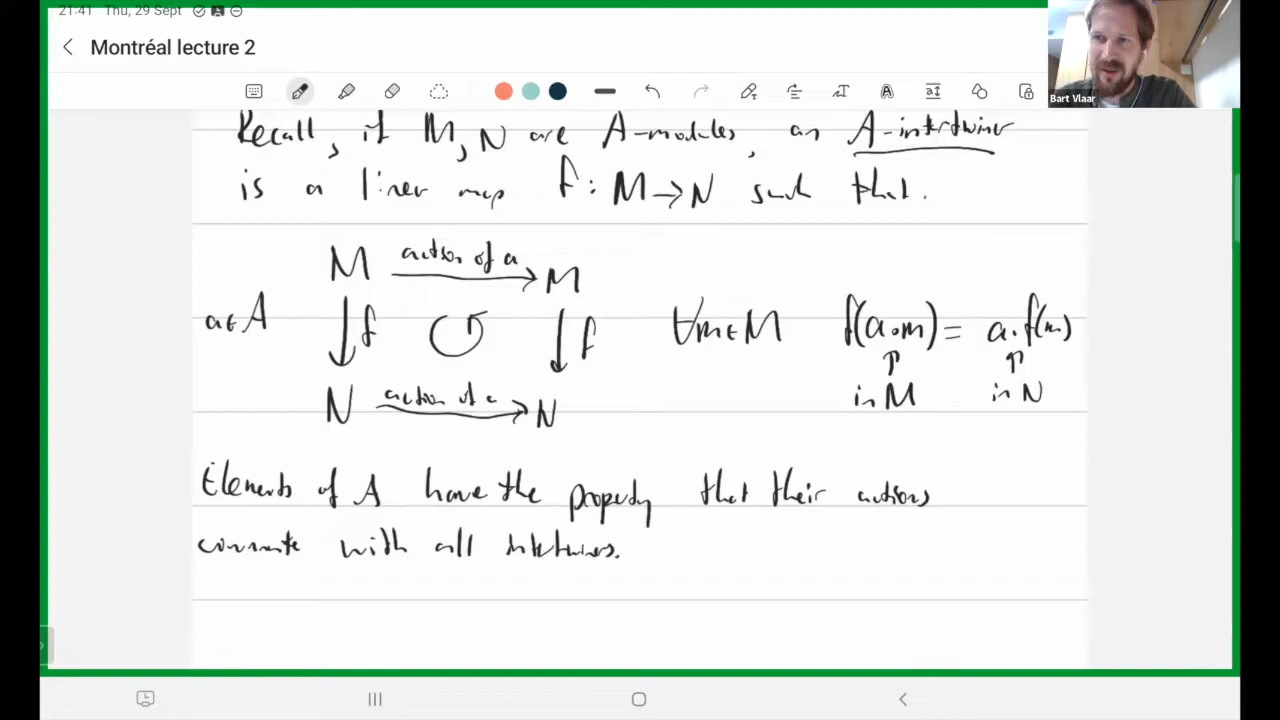 21:41 Thu, 29 Sept
Montréal lecture 2
Bart Vlaar
Recall, if M, N are A-modules, an A-intertwiner
is a linear map f : M → N such that.
M action of a → M
a ∈ A ↓ f ↺ ↓ f ∀m ∈ M f(a·m) = a·f(m)
↑ ↑
in M in N
N action of a → N
Elements of A have the property that their actions
commute with all intertwiners.